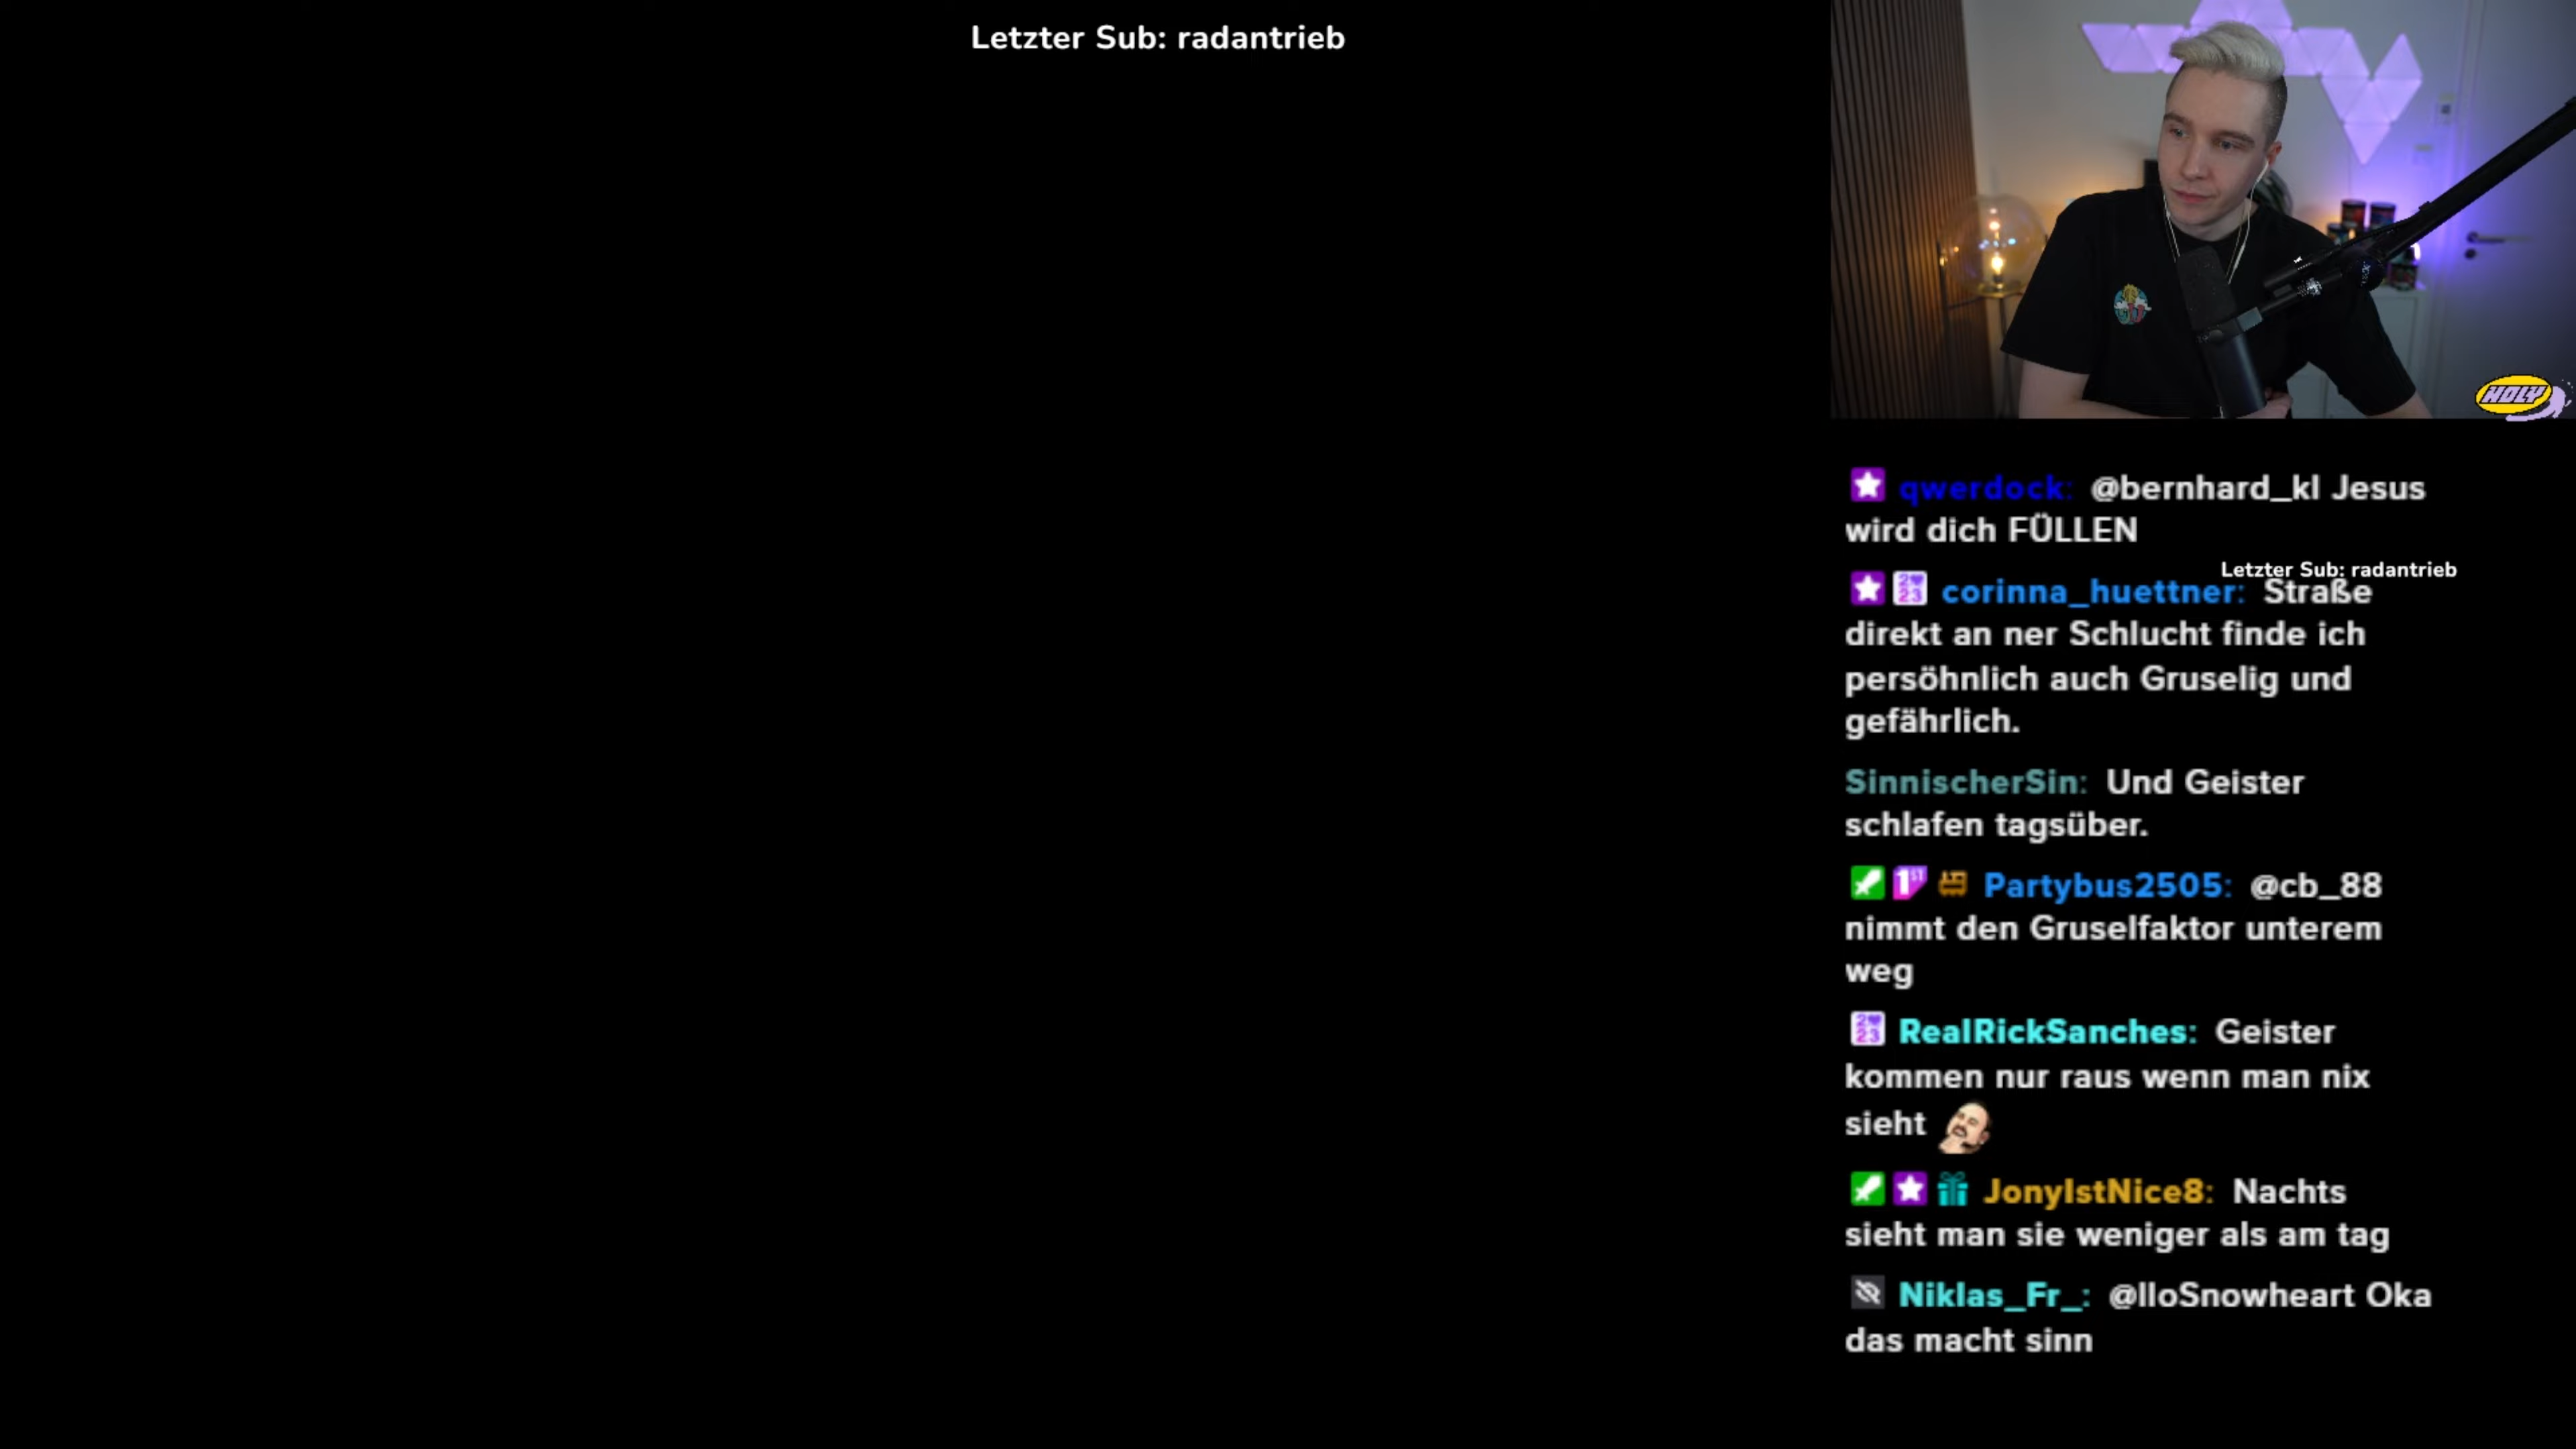 Letzter Sub: radantrieb
HOLY
qwerdock: @bernhard_kl Jesus
wird dich FÜLLEN
Letzter Sub: radantrieb
corinna_huettner: Straße
direkt an ner Schlucht finde ich
persöhnlich auch Gruselig und
gefährlich.
SinnischerSin: Und Geister
schlafen tagsüber.
Partybus2505: @cb_88
nimmt den Gruselfaktor unterem
weg
RealRickSanches: Geister
kommen nur raus wenn man nix
sieht
JonyIstNice8: Nachts
sieht man sie weniger als am tag
Niklas_Fr_: @lloSnowheart Oka
das macht sinn